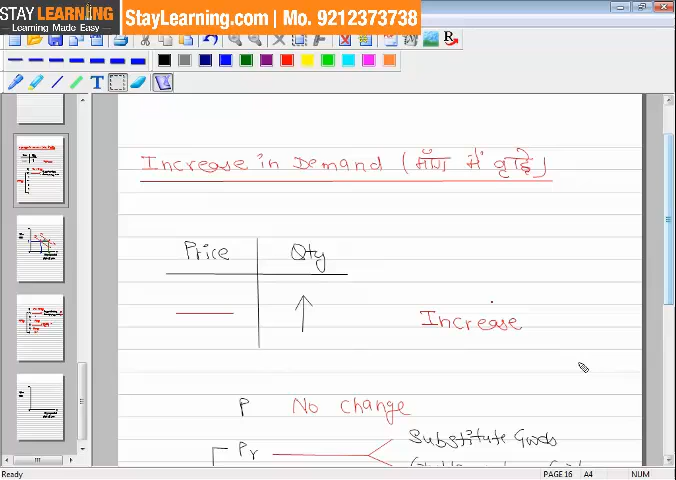 STAY LEARNING
Learning Made Easy
StayLearning.com | Mo. 9212373738
Increase in Demand (माँग में वृद्धि)
Price Qty
Increase
P No change
Pr Substitute Goods
Ready PAGE 16 A4 NUM